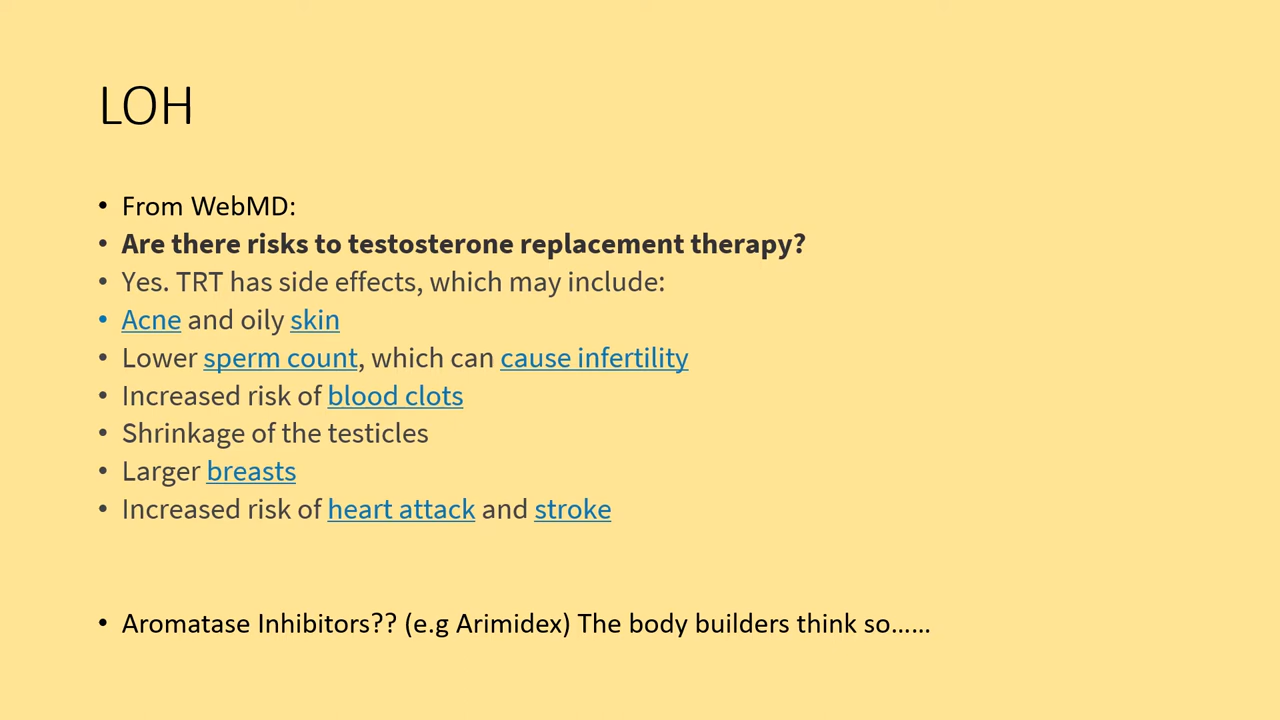 LOH
• From WebMD:
• Are there risks to testosterone replacement therapy?
• Yes. TRT has side effects, which may include:
• Acne and oily skin
• Lower sperm count, which can cause infertility
• Increased risk of blood clots
• Shrinkage of the testicles
• Larger breasts
• Increased risk of heart attack and stroke
• Aromatase Inhibitors?? (e.g Arimidex) The body builders think so......